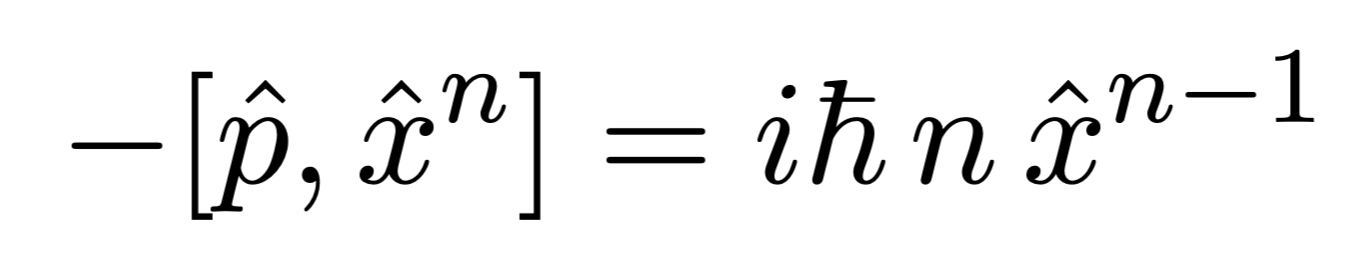 −[p̂, x̂ⁿ] = iℏ n x̂ⁿ⁻¹